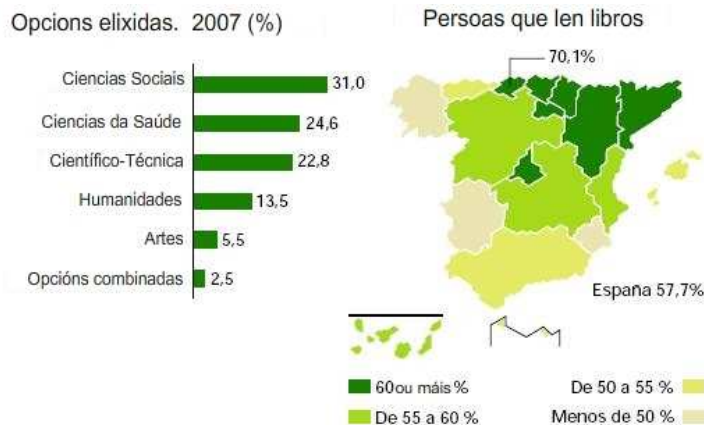 Opcions elixidas. 2007 (%)
Ciencias Sociais 31,0
Ciencias da Saúde 24,6
Científico-Técnica 22,8
Humanidades 13,5
Artes 5,5
Opcións combinadas 2,5
Persoas que len libros
70,1%
España 57,7%
60 ou máis %
De 55 a 60 %
De 50 a 55 %
Menos de 50 %